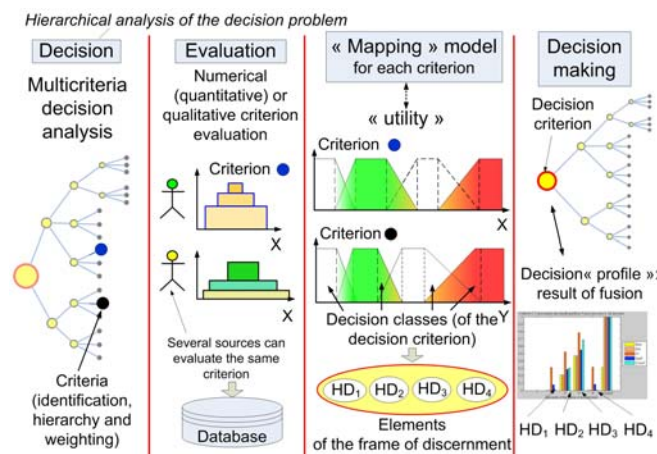 Hierarchical analysis of the decision problem
Decision
Multicriteria
decision
analysis
Criteria
(identification,
hierarchy and
weighting)
Evaluation
Numerical
(quantitative) or
qualitative criterion
evaluation
Criterion
X
X
Several sources can
evaluate the same
criterion
Database
« Mapping » model
for each criterion
« utility »
Criterion
X
Criterion
Y
Decision classes (of the
decision criterion)
HD₁ HD₂ HD₃ HD₄
Elements
of the frame of discernment
Decision
making
Decision
criterion
Decision« profile »:
result of fusion
HD₁ HD₂ HD₃ HD₄